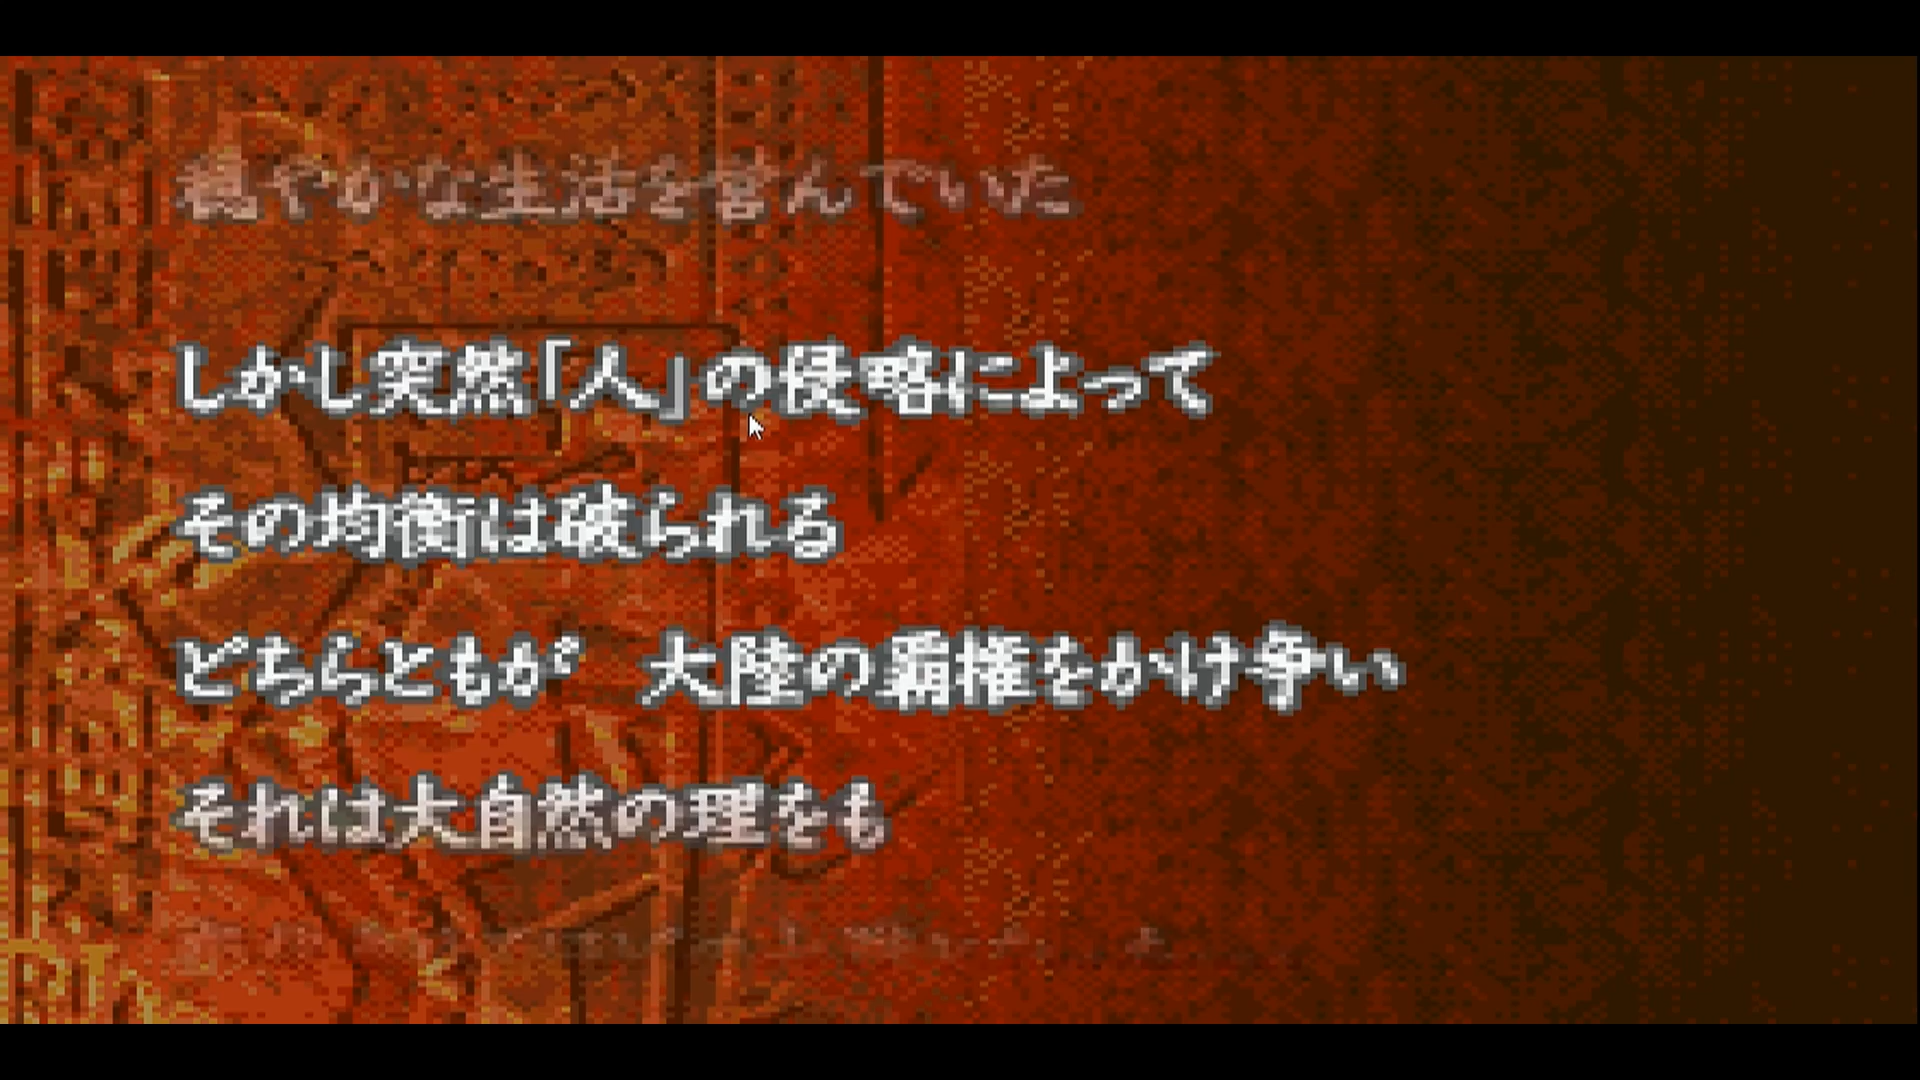 穏やかな生活を営んでいた
しかし突然「人」の侵略によって
その均衡は破られる
どちらともが 大陸の覇権をかけ争い
それは大自然の理をも